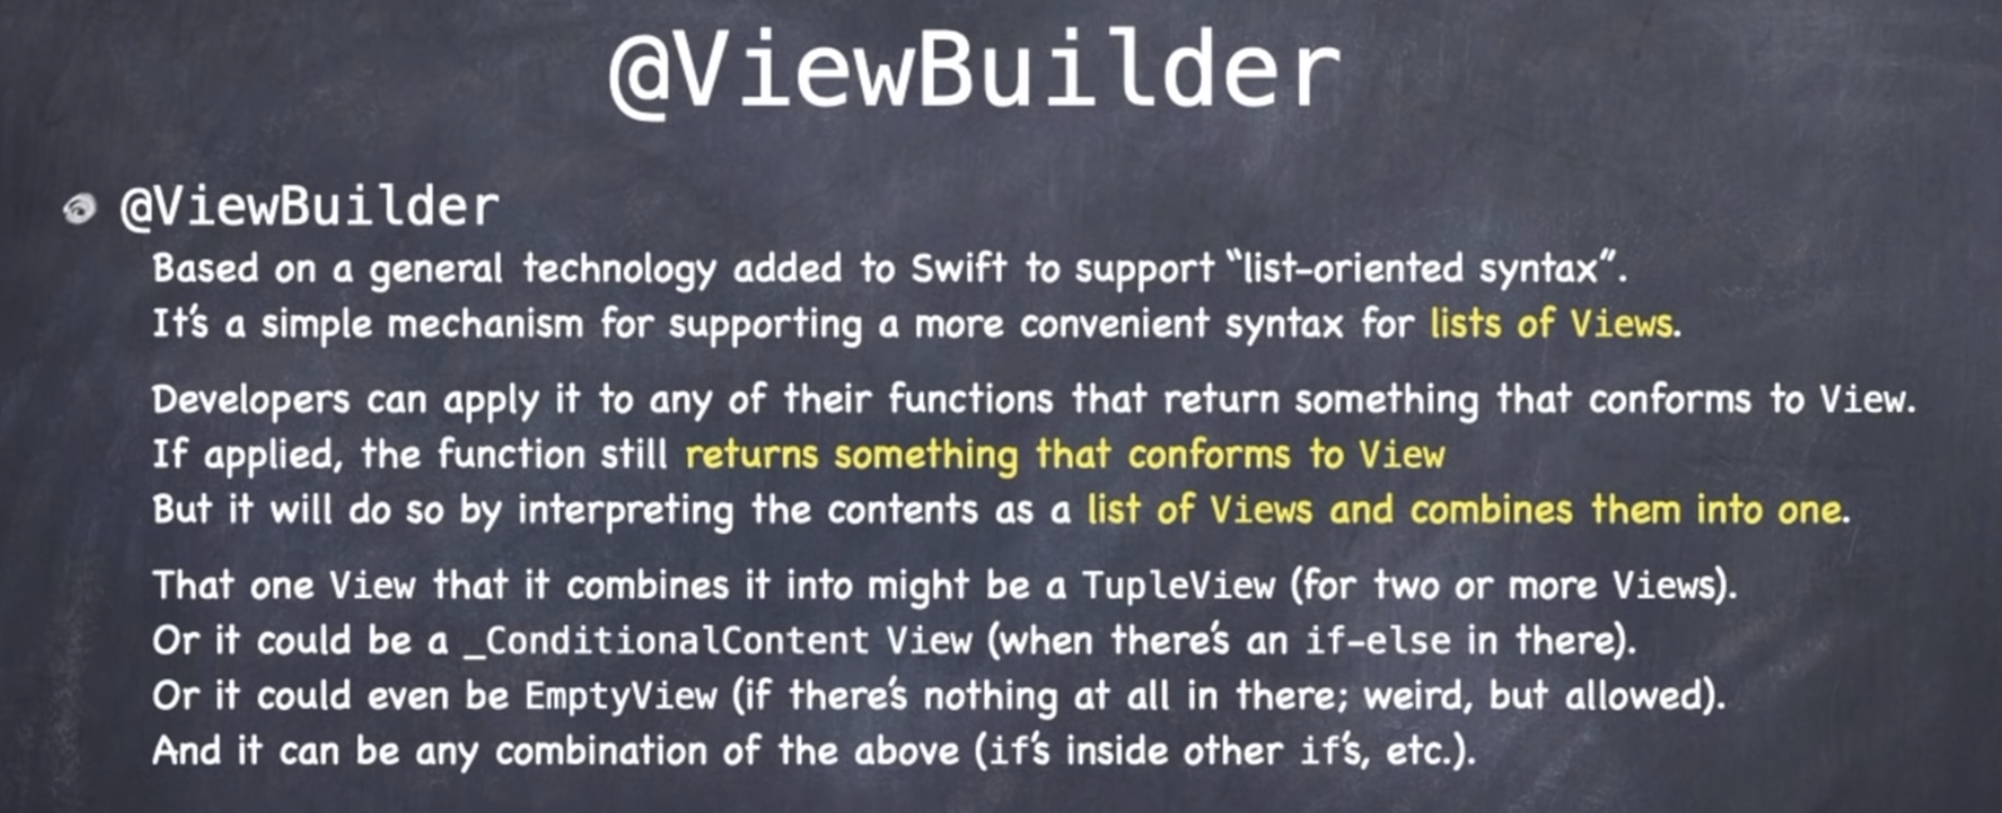 @ViewBuilder
@ViewBuilder
Based on a general technology added to Swift to support “list-oriented syntax”.
It’s a simple mechanism for supporting a more convenient syntax for lists of Views.
Developers can apply it to any of their functions that return something that conforms to View.
If applied, the function still returns something that conforms to View
But it will do so by interpreting the contents as a list of Views and combines them into one.
That one View that it combines it into might be a TupleView (for two or more Views).
Or it could be a _ConditionalContent View (when there’s an if-else in there).
Or it could even be EmptyView (if there’s nothing at all in there; weird, but allowed).
And it can be any combination of the above (if’s inside other if’s, etc.).